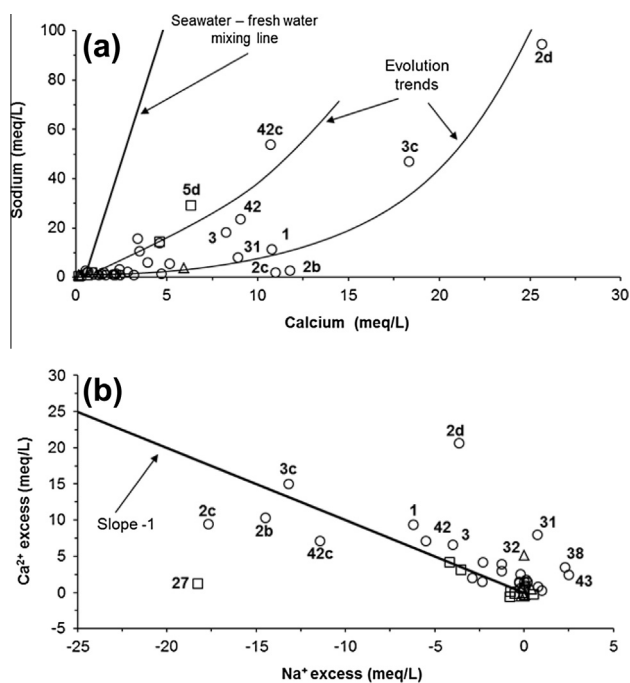 (a)
Seawater – fresh water
mixing line
Evolution
trends
Sodium (meq/L)
100
80
60
40
20
0
2d
42c
3c
5d
42
3
31
1
2c
2b
0
5
10
15
20
25
30
Calcium (meq/L)
(b)
Ca²⁺ excess (meq/L)
30
25
20
15
10
5
0
-5
Slope -1
2d
3c
2c
2b
42c
1
42
3
31
32
38
43
27
-25
-20
-15
-10
-5
0
5
Na⁺ excess (meq/L)